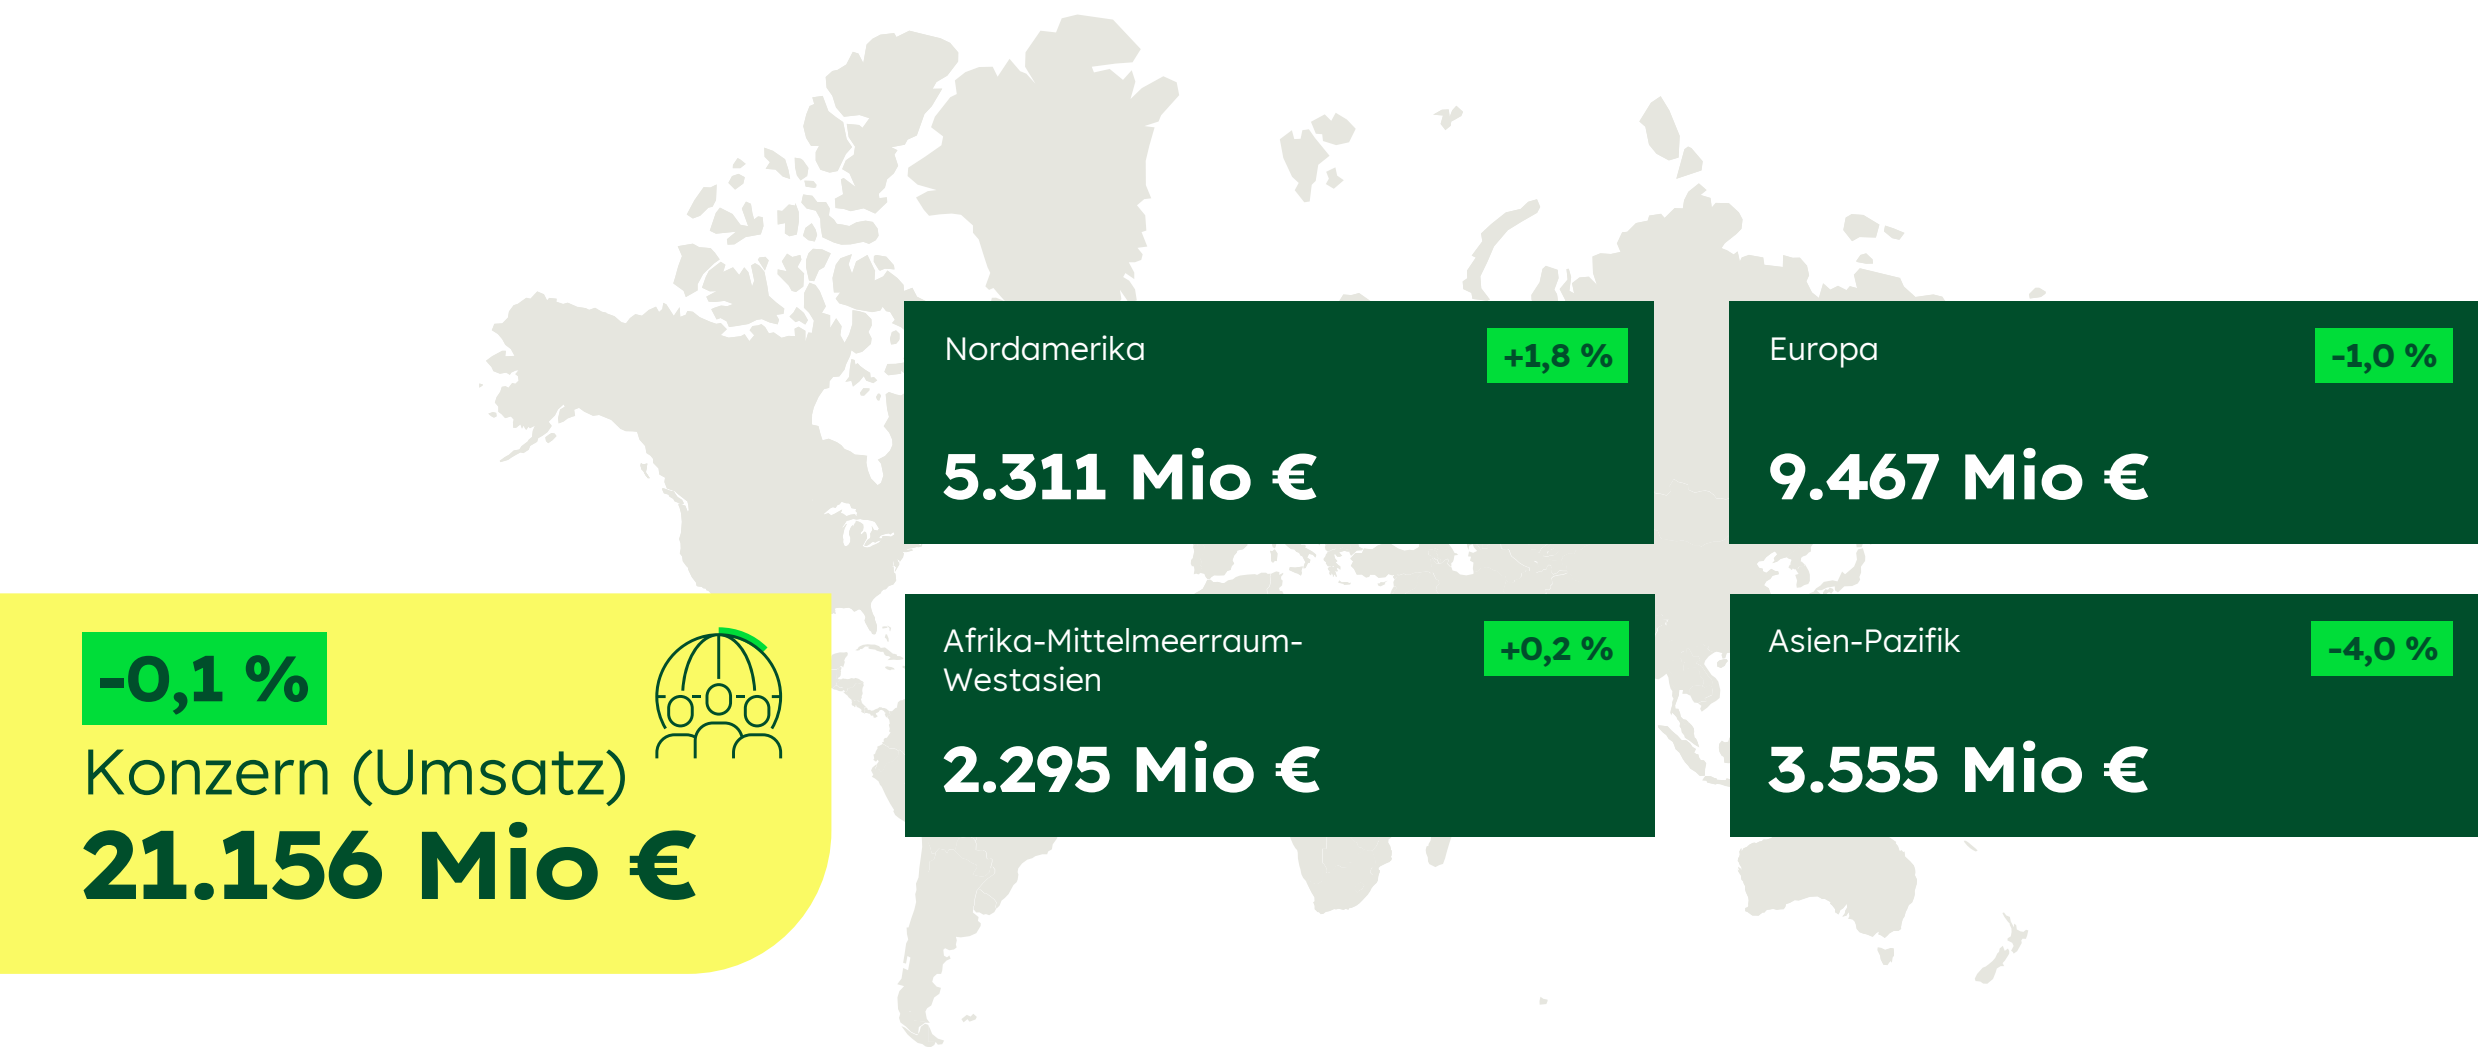 Nordamerika
+1,8 %
5.311 Mio €
Europa
-1,0 %
9.467 Mio €
-0,1 %
Konzern (Umsatz)
21.156 Mio €
Afrika-Mittelmeerraum-
Westasien
+0,2 %
2.295 Mio €
Asien-Pazifik
-4,0 %
3.555 Mio €